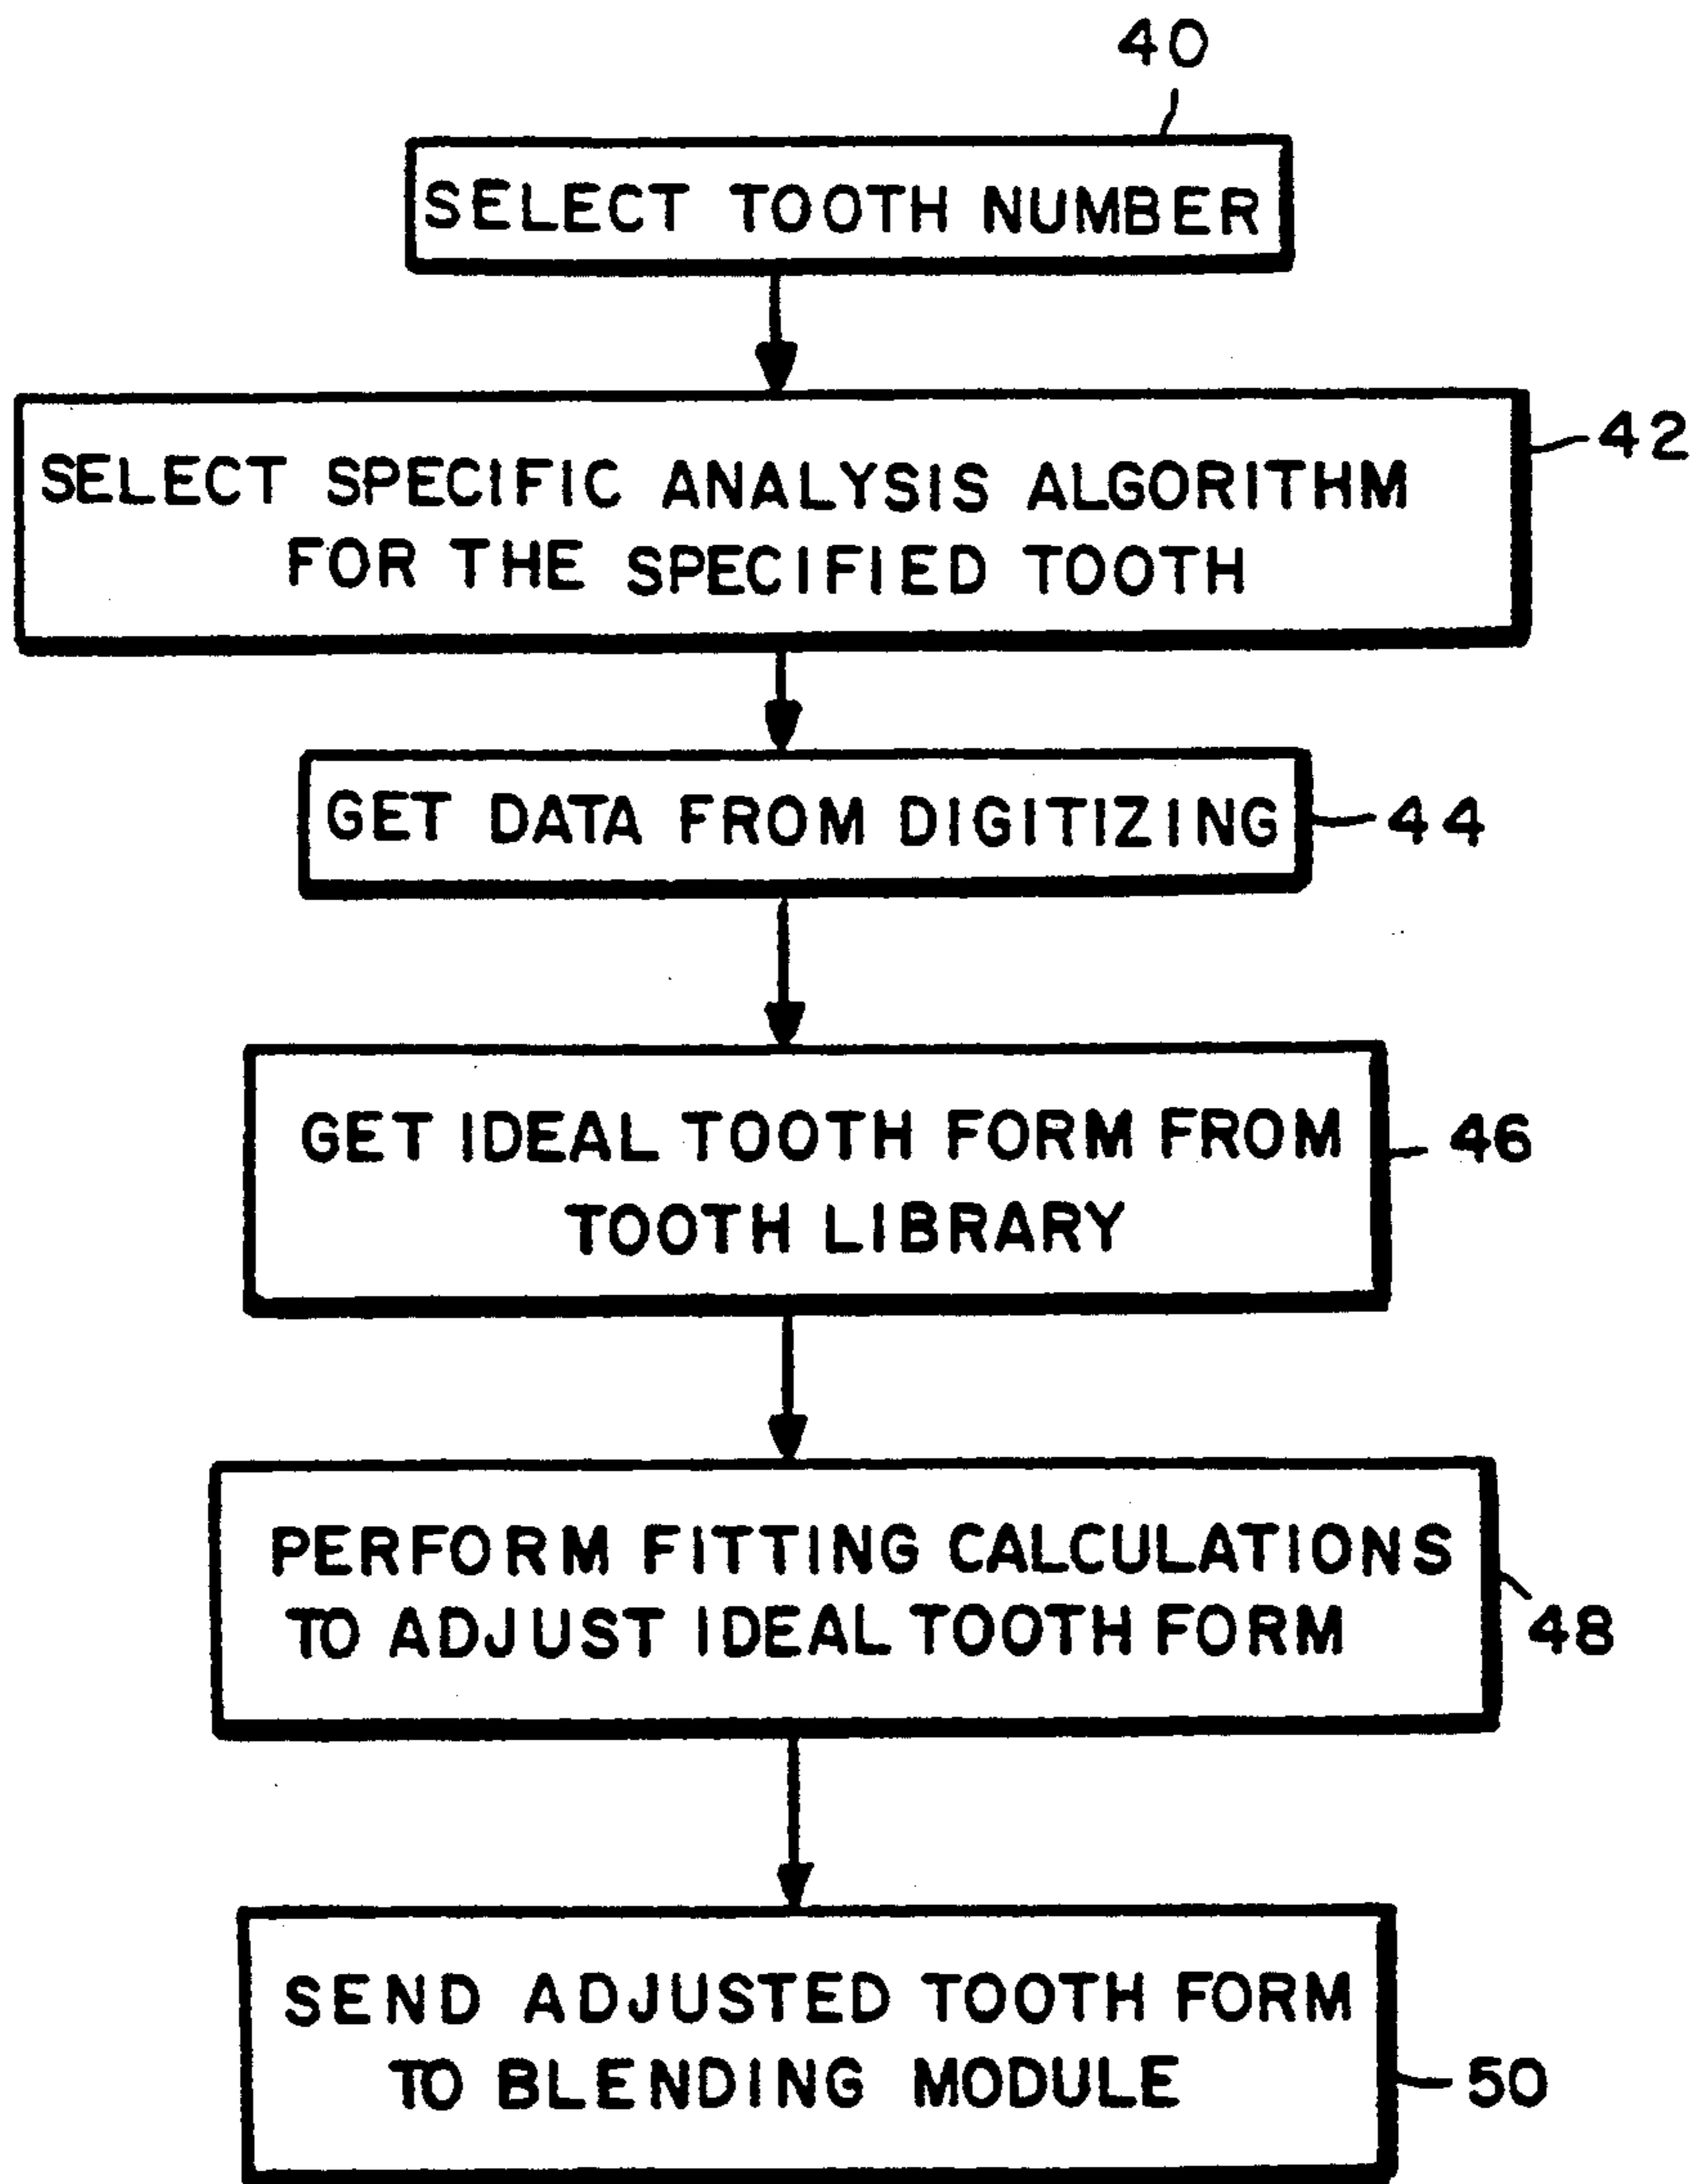 40
SELECT TOOTH NUMBER
42
SELECT SPECIFIC ANALYSIS ALGORITHM
FOR THE SPECIFIED TOOTH
GET DATA FROM DIGITIZING
44
GET IDEAL TOOTH FORM FROM
TOOTH LIBRARY
46
PERFORM FITTING CALCULATIONS
TO ADJUST IDEAL TOOTH FORM
48
SEND ADJUSTED TOOTH FORM
TO BLENDING MODULE
50